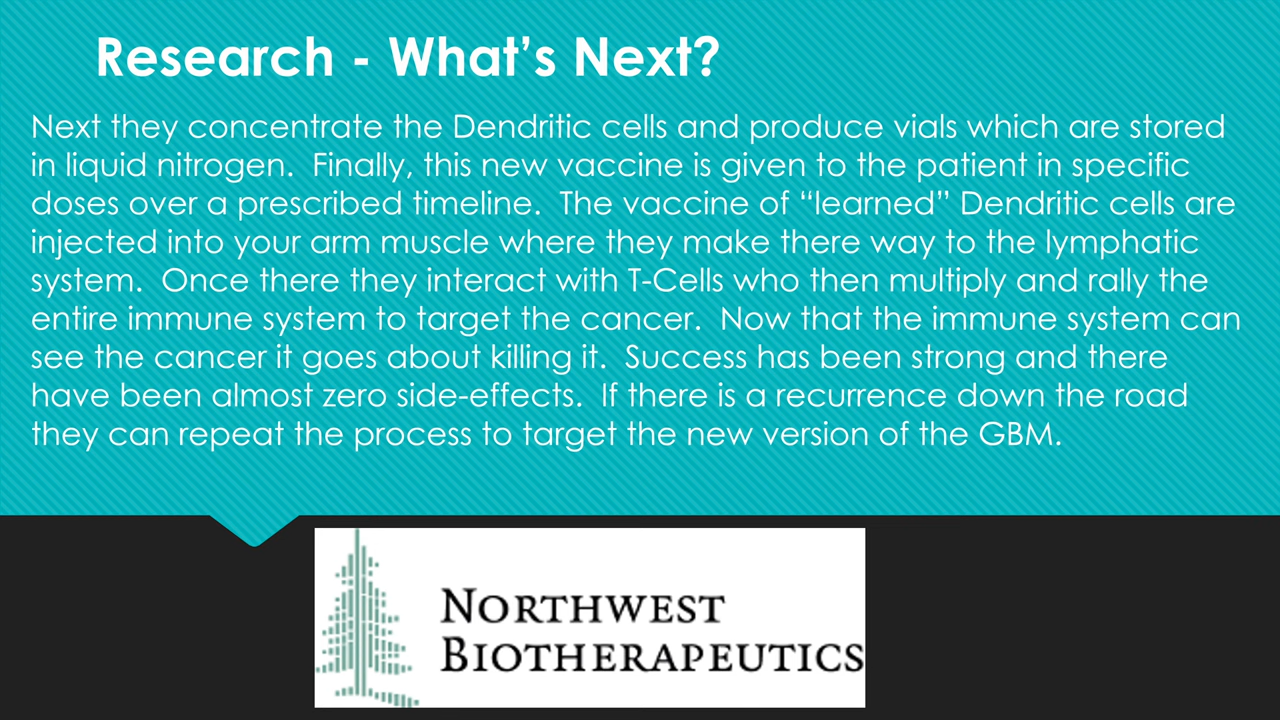 Research - What’s Next?
Next they concentrate the Dendritic cells and produce vials which are stored
in liquid nitrogen.  Finally, this new vaccine is given to the patient in specific
doses over a prescribed timeline.  The vaccine of “learned” Dendritic cells are
injected into your arm muscle where they make there way to the lymphatic
system.  Once there they interact with T-Cells who then multiply and rally the
entire immune system to target the cancer.  Now that the immune system can
see the cancer it goes about killing it.  Success has been strong and there
have been almost zero side-effects.  If there is a recurrence down the road
they can repeat the process to target the new version of the GBM.
NORTHWEST
BIOTHERAPEUTICS